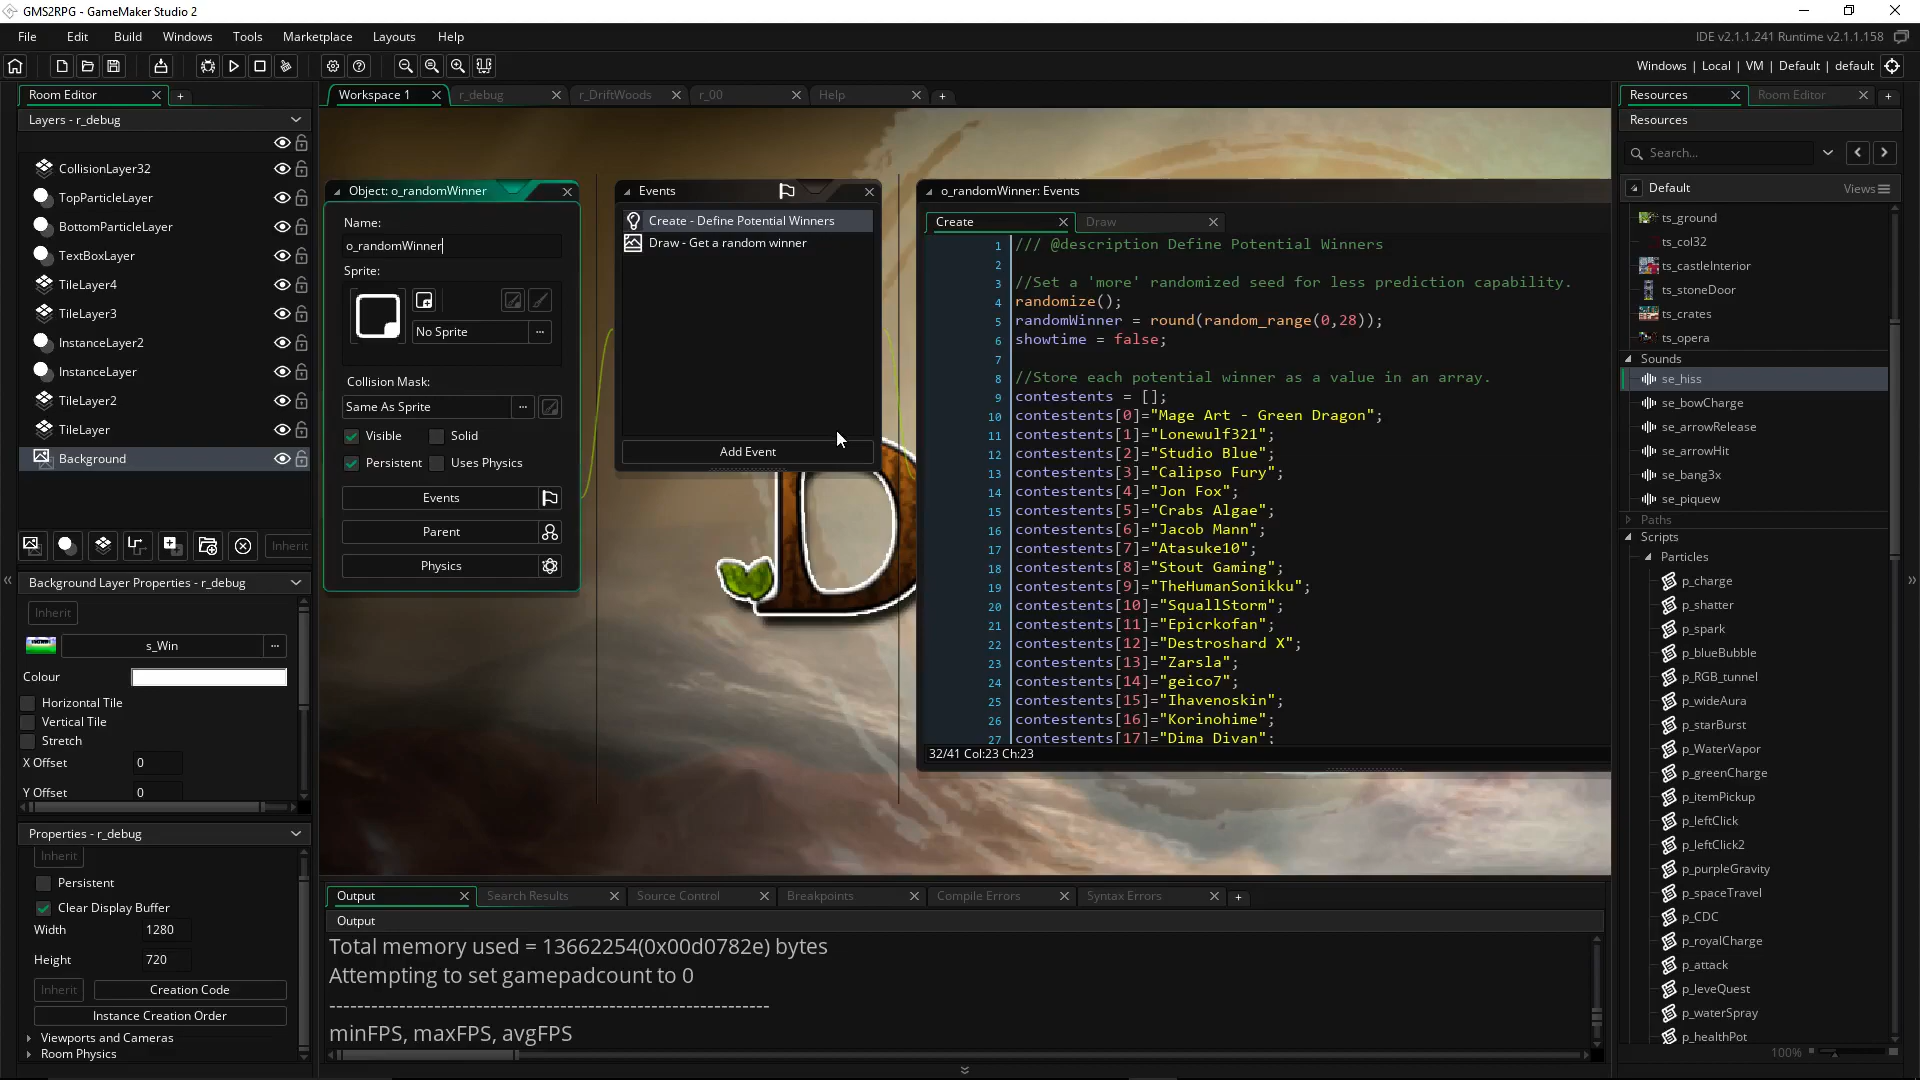 GMS2RPG - GameMaker Studio 2
File Edit Build Windows Tools Marketplace Layouts Help
IDE v2.1.1.241 Runtime v2.1.1.158
Windows | Local | VM | Default | default
Room Editor
Layers - r_debug
CollisionLayer32
TopParticleLayer
BottomParticleLayer
TextBoxLayer
TileLayer4
TileLayer3
InstanceLayer2
InstanceLayer
TileLayer2
TileLayer
Background
Inherit
Background Layer Properties - r_debug
Inherit
s_Win
Colour
Horizontal Tile
Vertical Tile
Stretch
X Offset 0
Y Offset 0
Properties - r_debug
Inherit
Persistent
Clear Display Buffer
Width 1280
Height 720
Inherit Creation Code
Instance Creation Order
Viewports and Cameras
Room Physics
Workspace 1 r_debug r_DriftWoods r_00 Help
Object: o_randomWinner
Name:
o_randomWinner
Sprite:
No Sprite
Collision Mask:
Same As Sprite
Visible Solid
Persistent Uses Physics
Events
Parent
Physics
Events
Create - Define Potential Winners
Draw - Get a random winner
Add Event
D
o_randomWinner: Events
Create Draw
1 /// @description Define Potential Winners
2
3 //Set a 'more' randomized seed for less prediction capability.
4 randomize();
5 randomWinner = round(random_range(0,28));
6 showtime = false;
7
8 //Store each potential winner as a value in an array.
9 contestents = [];
10 contestents[0]="Mage Art - Green Dragon";
11 contestents[1]="Lonewulf321";
12 contestents[2]="Studio Blue";
13 contestents[3]="Calipso Fury";
14 contestents[4]="Jon Fox";
15 contestents[5]="Crabs Algae";
16 contestents[6]="Jacob Mann";
17 contestents[7]="Atasuke10";
18 contestents[8]="Stout Gaming";
19 contestents[9]="TheHumanSonikku";
20 contestents[10]="SquallStorm";
21 contestents[11]="Epicrkofan";
22 contestents[12]="Destroshard X";
23 contestents[13]="Zarsla";
24 contestents[14]="geico7";
25 contestents[15]="Ihavenoskin";
26 contestents[16]="Korinohime";
27 contestents[17]="Dima Divan";
32/41 Col:23 Ch:23
Output Search Results Source Control Breakpoints Compile Errors Syntax Errors
Output
Total memory used = 13662254(0x00d0782e) bytes
Attempting to set gamepadcount to 0
---------------------------------------------------------------
minFPS, maxFPS, avgFPS
Resources Room Editor
Resources
Search...
Default Views
ts_ground
ts_col32
ts_castleInterior
ts_stoneDoor
ts_crates
ts_opera
Sounds
se_hiss
se_bowCharge
se_arrowRelease
se_arrowHit
se_bang3x
se_piquew
Paths
Scripts
Particles
p_charge
p_shatter
p_spark
p_blueBubble
p_RGB_tunnel
p_wideAura
p_starBurst
p_WaterVapor
p_greenCharge
p_itemPickup
p_leftClick
p_leftClick2
p_purpleGravity
p_spaceTravel
p_CDC
p_royalCharge
p_attack
p_leveQuest
p_waterSpray
p_healthPot
100%